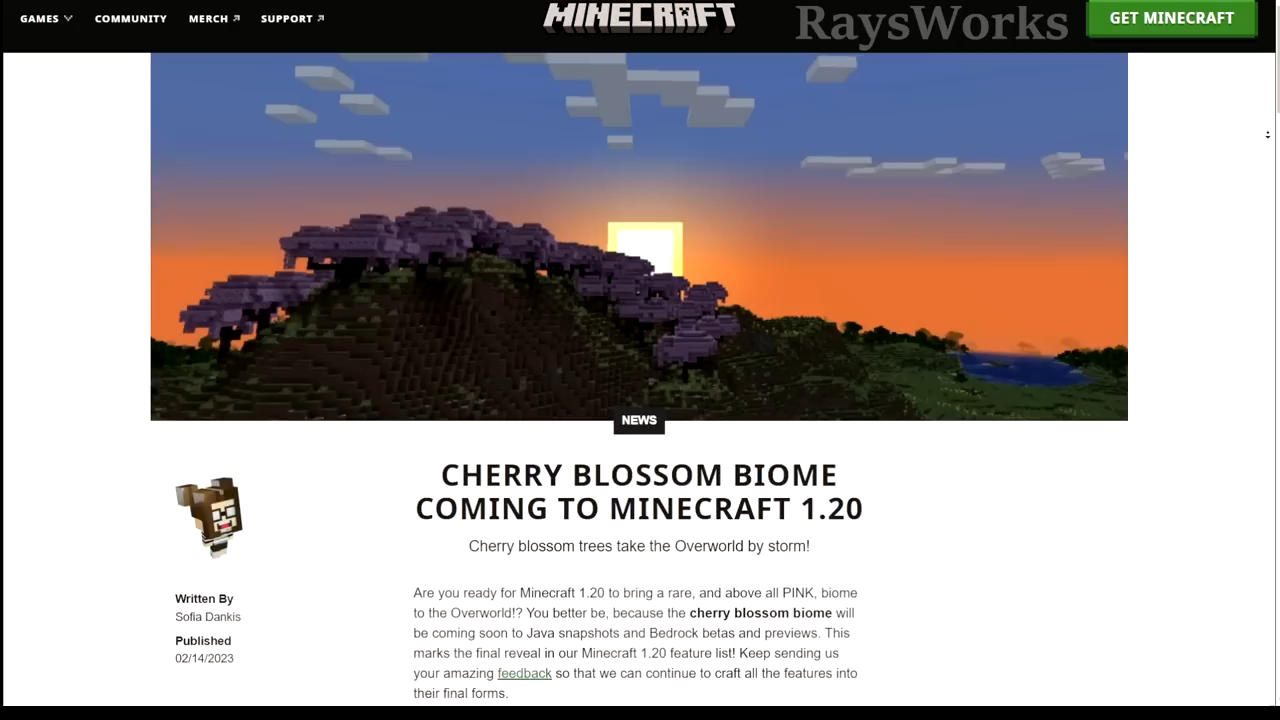 GAMES
COMMUNITY
MERCH
SUPPORT
MINECRAFT
RaysWorks
GET MINECRAFT
NEWS
CHERRY BLOSSOM BIOME
COMING TO MINECRAFT 1.20
Cherry blossom trees take the Overworld by storm!
Written By
Sofia Dankis
Published
02/14/2023
Are you ready for Minecraft 1.20 to bring a rare, and above all PINK, biome
to the Overworld!? You better be, because the cherry blossom biome will
be coming soon to Java snapshots and Bedrock betas and previews. This
marks the final reveal in our Minecraft 1.20 feature list! Keep sending us
your amazing feedback so that we can continue to craft all the features into
their final forms.